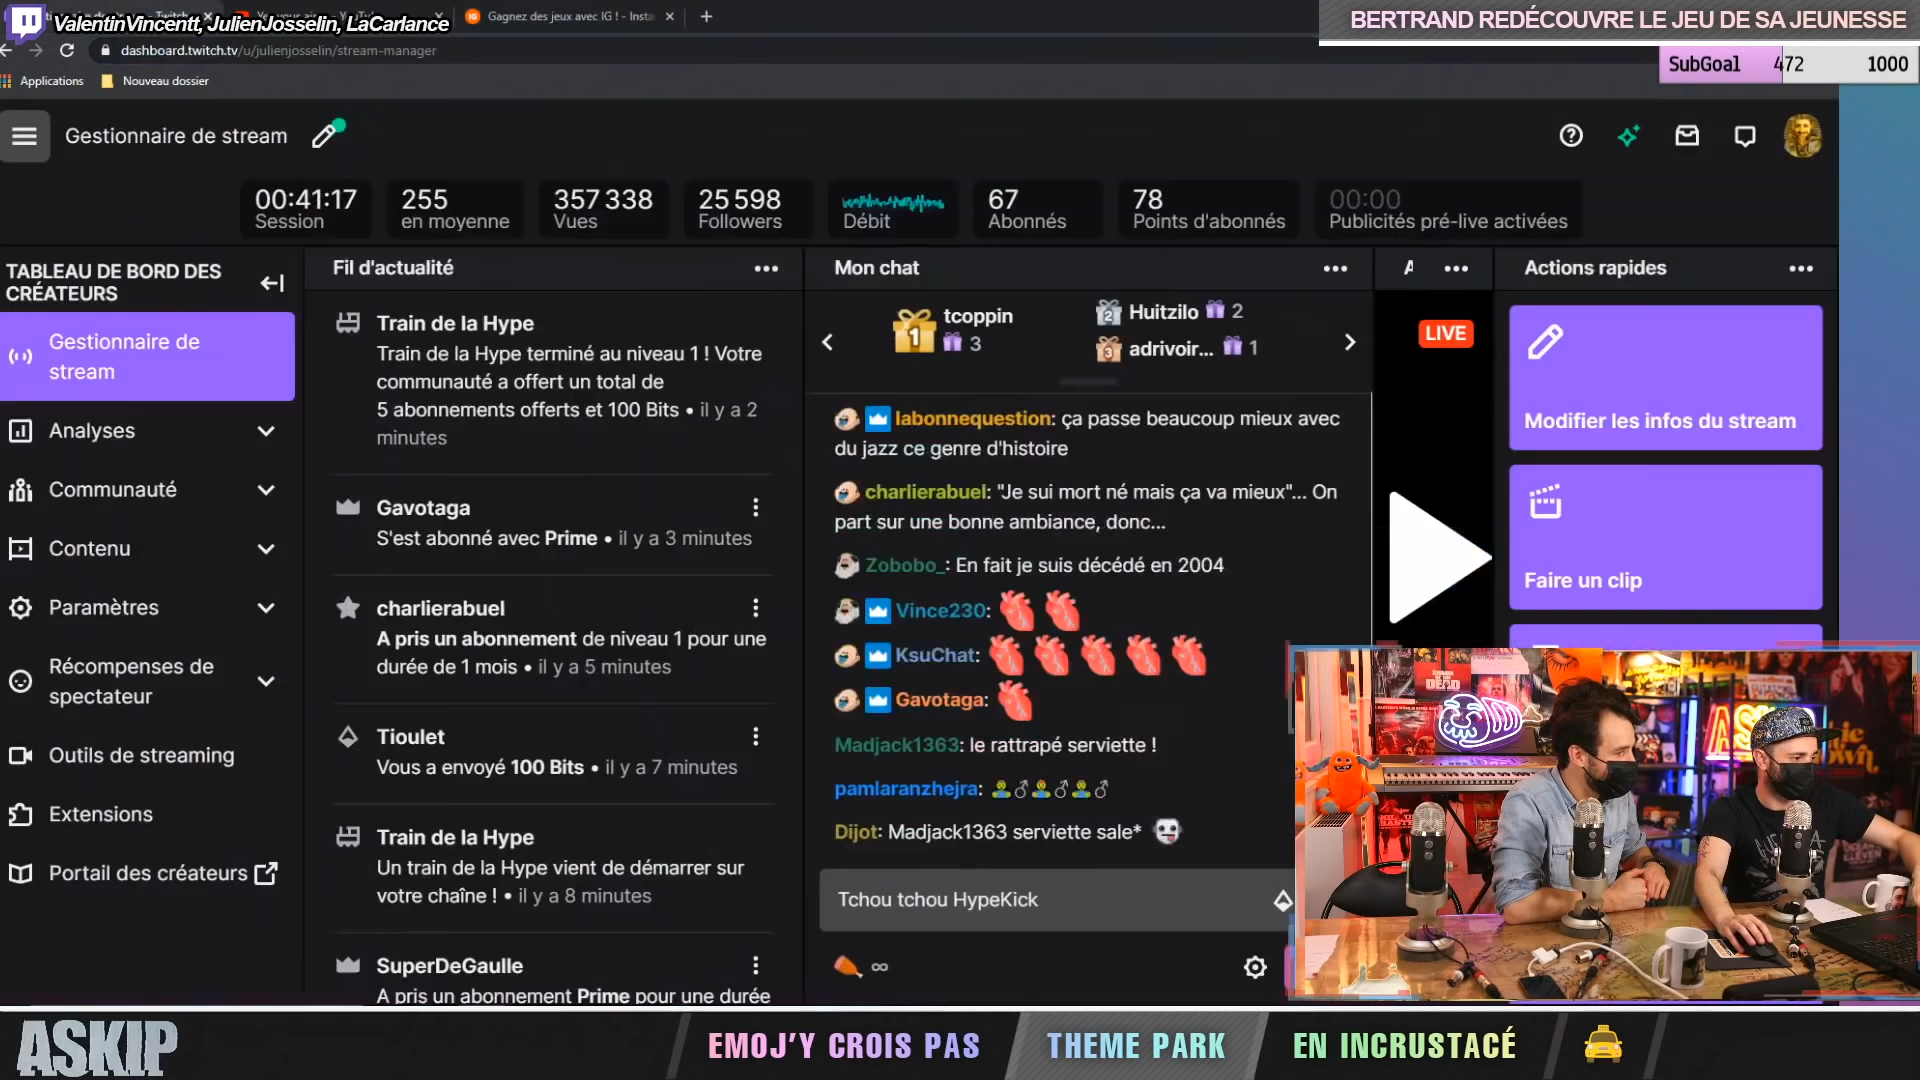 ValentinVincentt, JulienJosselin, LaCarlance
Gagnez des jeux avec IG ! - Insta
BERTRAND REDÉCOUVRE LE JEU DE SA JEUNESSE
dashboard.twitch.tv/u/julienjosselin/stream-manager
SubGoal 472 1000
Applications Nouveau dossier
Gestionnaire de stream
00:41:17 255 357 338 25 598 67 78 00:00
Session en moyenne Vues Followers Débit Abonnés Points d'abonnés Publicités pré-live activées
TABLEAU DE BORD DES
CRÉATEURS
Gestionnaire de
stream
Analyses
Communauté
Contenu
Paramètres
Récompenses de
spectateur
Outils de streaming
Extensions
Portail des créateurs
Fil d'actualité
Train de la Hype
Train de la Hype terminé au niveau 1 ! Votre
communauté a offert un total de
5 abonnements offerts et 100 Bits • il y a 2
minutes
Gavotaga
S'est abonné avec Prime • il y a 3 minutes
charlierabuel
A pris un abonnement de niveau 1 pour une
durée de 1 mois • il y a 5 minutes
Tioulet
Vous a envoyé 100 Bits • il y a 7 minutes
Train de la Hype
Un train de la Hype vient de démarrer sur
votre chaîne ! • il y a 8 minutes
SuperDeGaulle
A pris un abonnement Prime pour une durée
Mon chat
1 tcoppin
3
2 Huitzilo 2
3 adrivoir... 1
labonnequestion: ça passe beaucoup mieux avec
du jazz ce genre d'histoire
charlierabuel: "Je sui mort né mais ça va mieux"... On
part sur une bonne ambiance, donc...
Zobobo_: En fait je suis décédé en 2004
Vince230:
KsuChat:
Gavotaga:
Madjack1363: le rattrapé serviette !
pamlaranzhejra: 🧟‍♂🧟‍♂🧟‍♂
Dijot: Madjack1363 serviette sale*
Tchou tchou HypeKick
∞
LIVE
Actions rapides
Modifier les infos du stream
Faire un clip
ASKIP
EMOJ'Y CROIS PAS
THEME PARK
EN INCRUSTACÉ